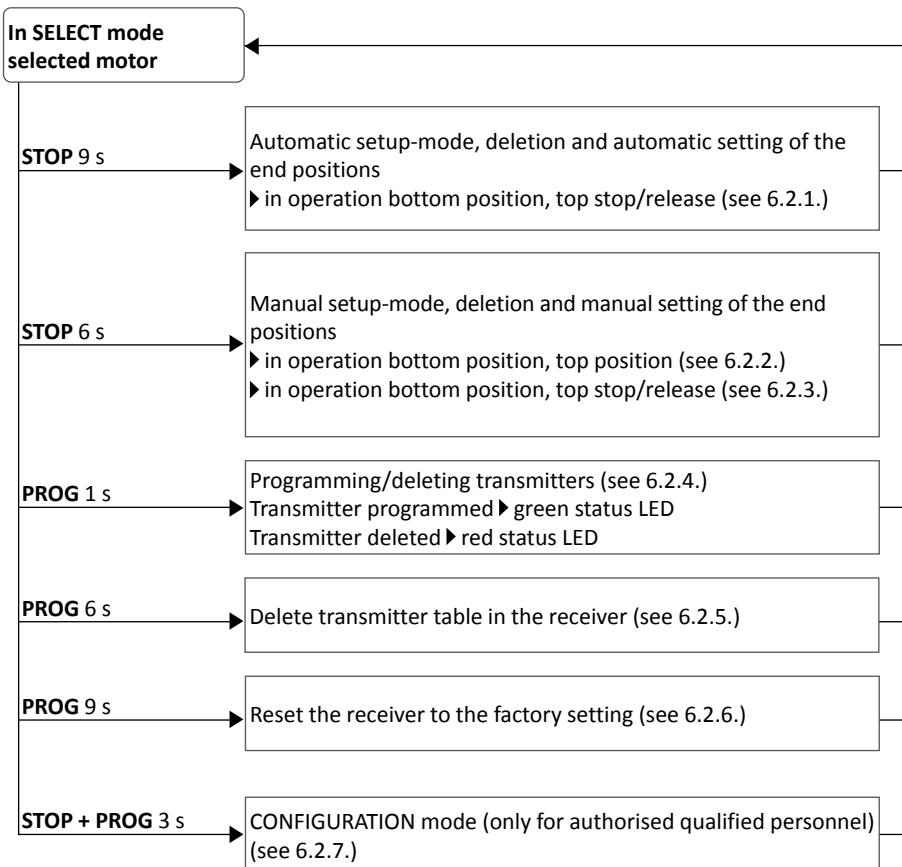 In SELECT mode
selected motor
STOP 9 s
Automatic setup-mode, deletion and automatic setting of the
end positions
▶ in operation bottom position, top stop/release (see 6.2.1.)
STOP 6 s
Manual setup-mode, deletion and manual setting of the end
positions
▶ in operation bottom position, top position (see 6.2.2.)
▶ in operation bottom position, top stop/release (see 6.2.3.)
PROG 1 s
Programming/deleting transmitters (see 6.2.4.)
Transmitter programmed ▶ green status LED
Transmitter deleted ▶ red status LED
PROG 6 s
Delete transmitter table in the receiver (see 6.2.5.)
PROG 9 s
Reset the receiver to the factory setting (see 6.2.6.)
STOP + PROG 3 s
CONFIGURATION mode (only for authorised qualified personnel)
(see 6.2.7.)